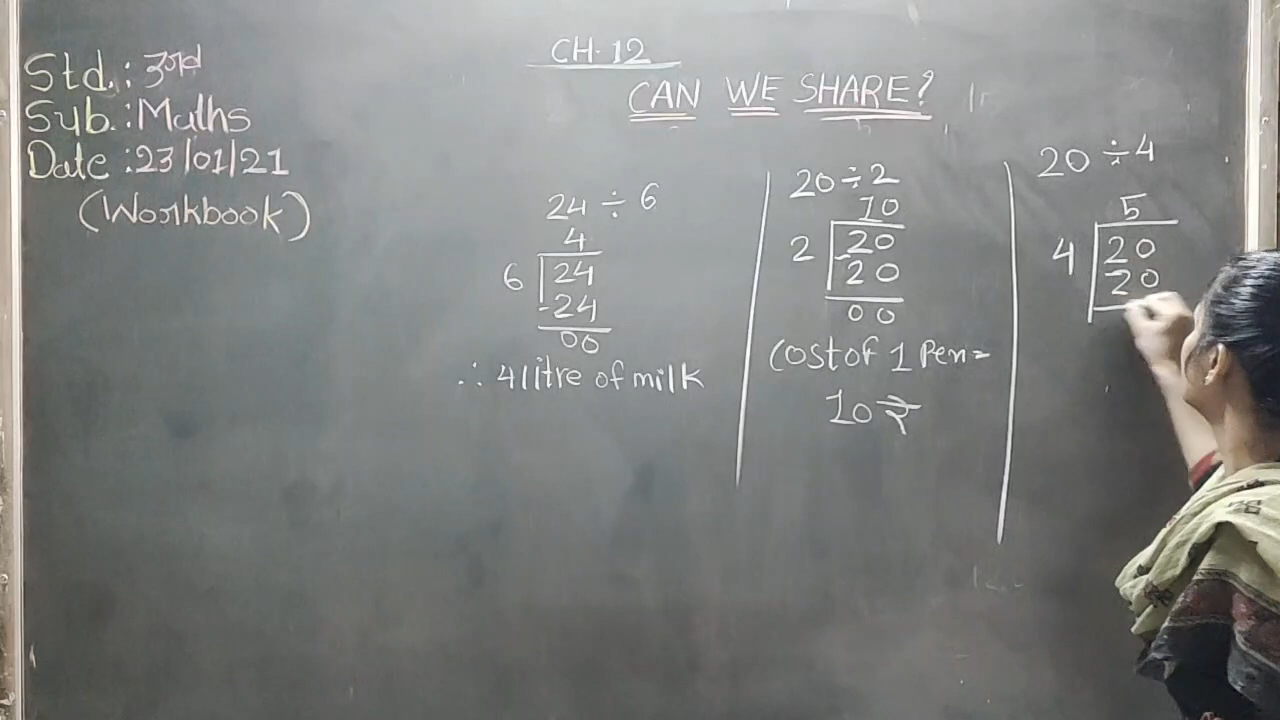 Std.: 3rd
Sub.: Maths
Date : 23/01/21
(Workbook)
CH. 12
CAN WE SHARE?
24 ÷ 6
4
6 24
-24
00
∴ 4 litre of milk
20 ÷ 2
10
2 20
-20
00
Cost of 1 Pen =
10 ₹
20 ÷ 4
5
4 20
-20